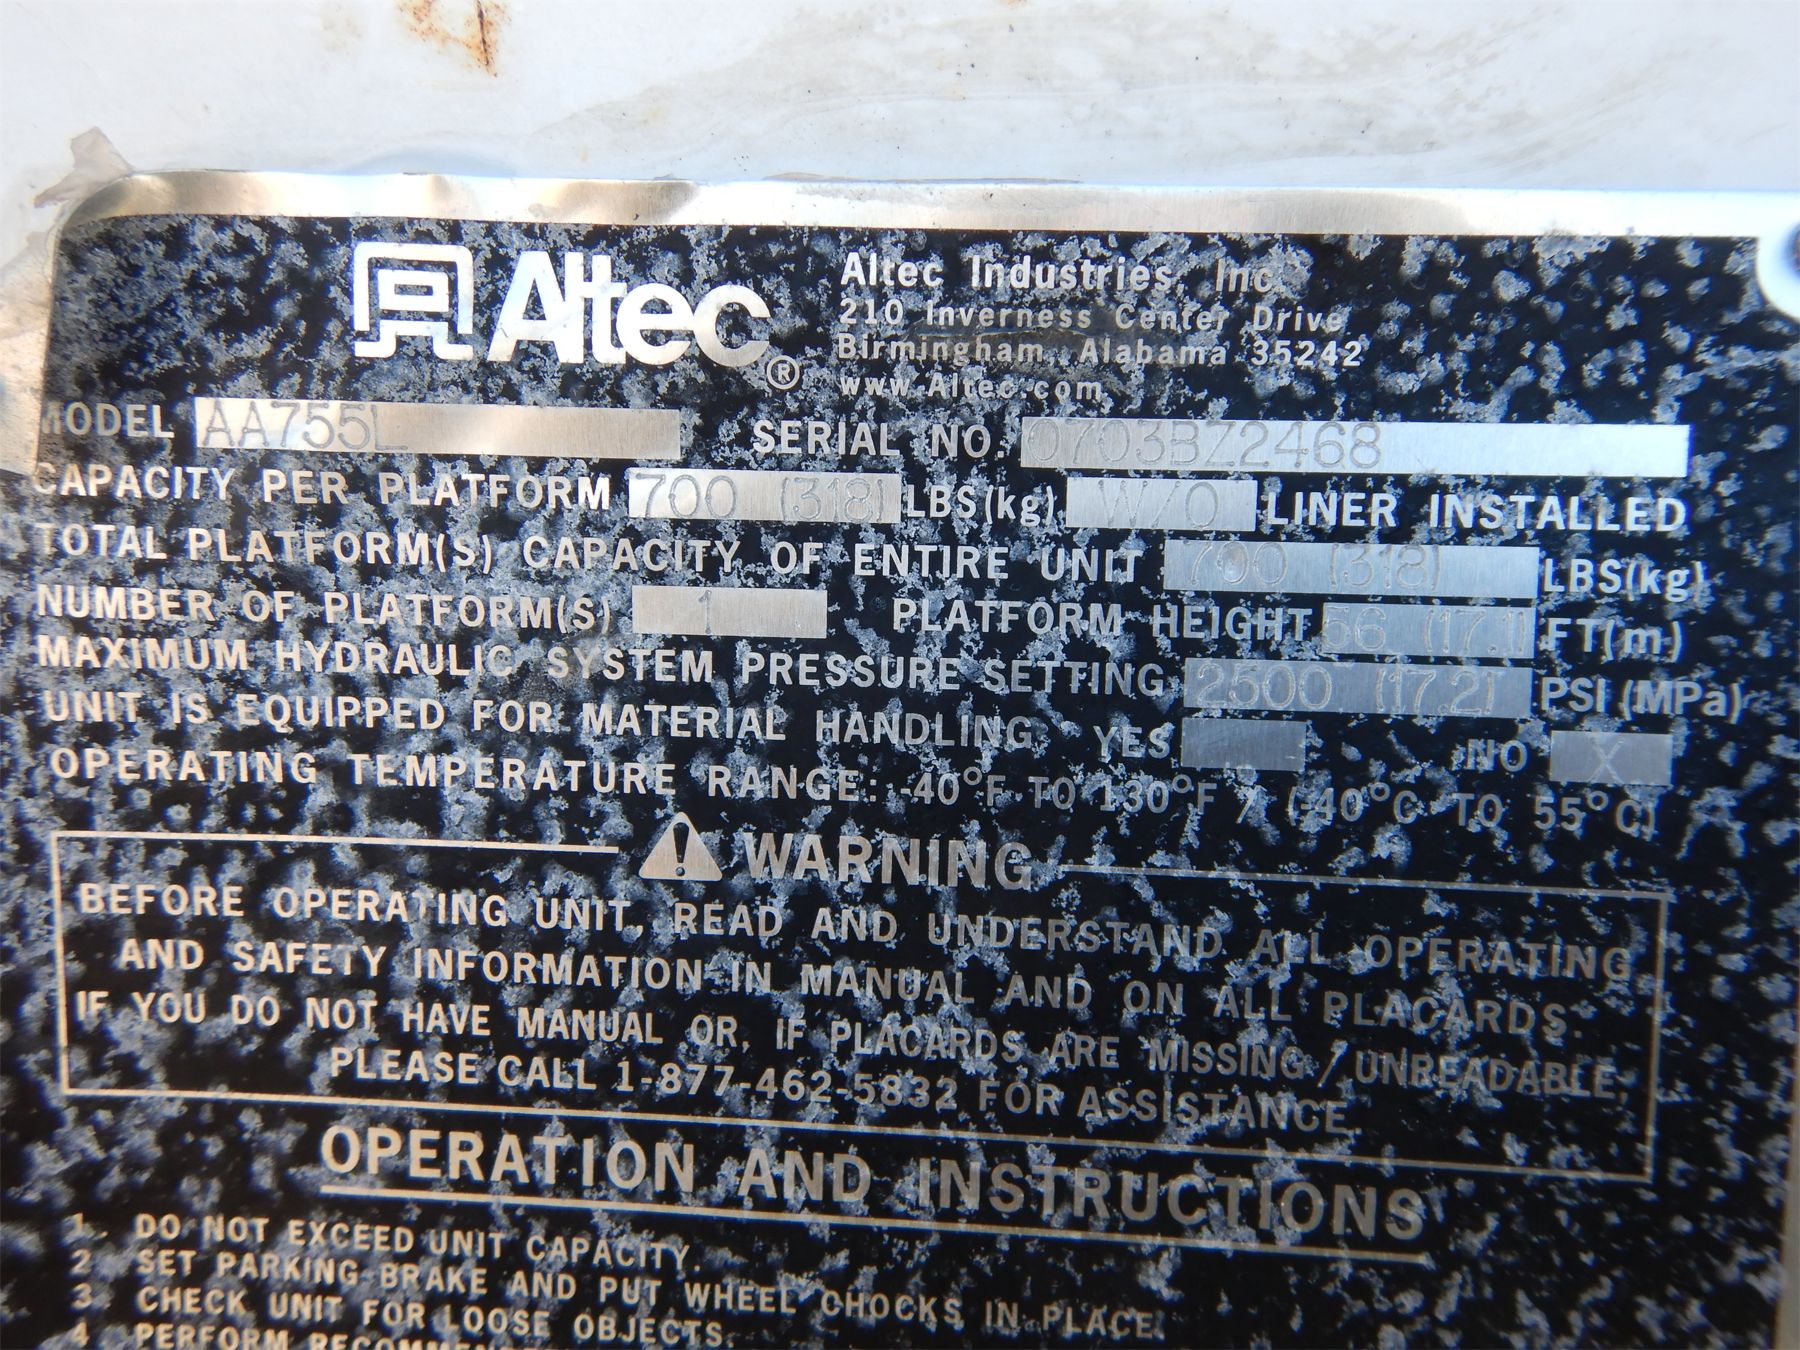 Altec®
Altec Industries, Inc.
210 Inverness Center Drive
Birmingham, Alabama 35242
www.Altec.com
MODEL AA755L SERIAL NO. 0703BZ2468
CAPACITY PER PLATFORM 700 (318) LBS(kg) W/O LINER INSTALLED
TOTAL PLATFORM(S) CAPACITY OF ENTIRE UNIT 700 (318) LBS(kg)
NUMBER OF PLATFORM(S) 1 PLATFORM HEIGHT 56 (17.1) FT(m)
MAXIMUM HYDRAULIC SYSTEM PRESSURE SETTING 2500 (17.2) PSI (MPa)
UNIT IS EQUIPPED FOR MATERIAL HANDLING YES NO X
OPERATING TEMPERATURE RANGE: -40°F TO 130°F / (-40°C TO 55°C)
WARNING
BEFORE OPERATING UNIT, READ AND UNDERSTAND ALL OPERATING
AND SAFETY INFORMATION IN MANUAL AND ON ALL PLACARDS.
IF YOU DO NOT HAVE MANUAL OR, IF PLACARDS ARE MISSING/UNREADABLE,
PLEASE CALL 1-877-462-5832 FOR ASSISTANCE.
OPERATION AND INSTRUCTIONS
1. DO NOT EXCEED UNIT CAPACITY.
2. SET PARKING BRAKE AND PUT WHEEL CHOCKS IN PLACE.
3. CHECK UNIT FOR LOOSE OBJECTS.
4 PERFORM